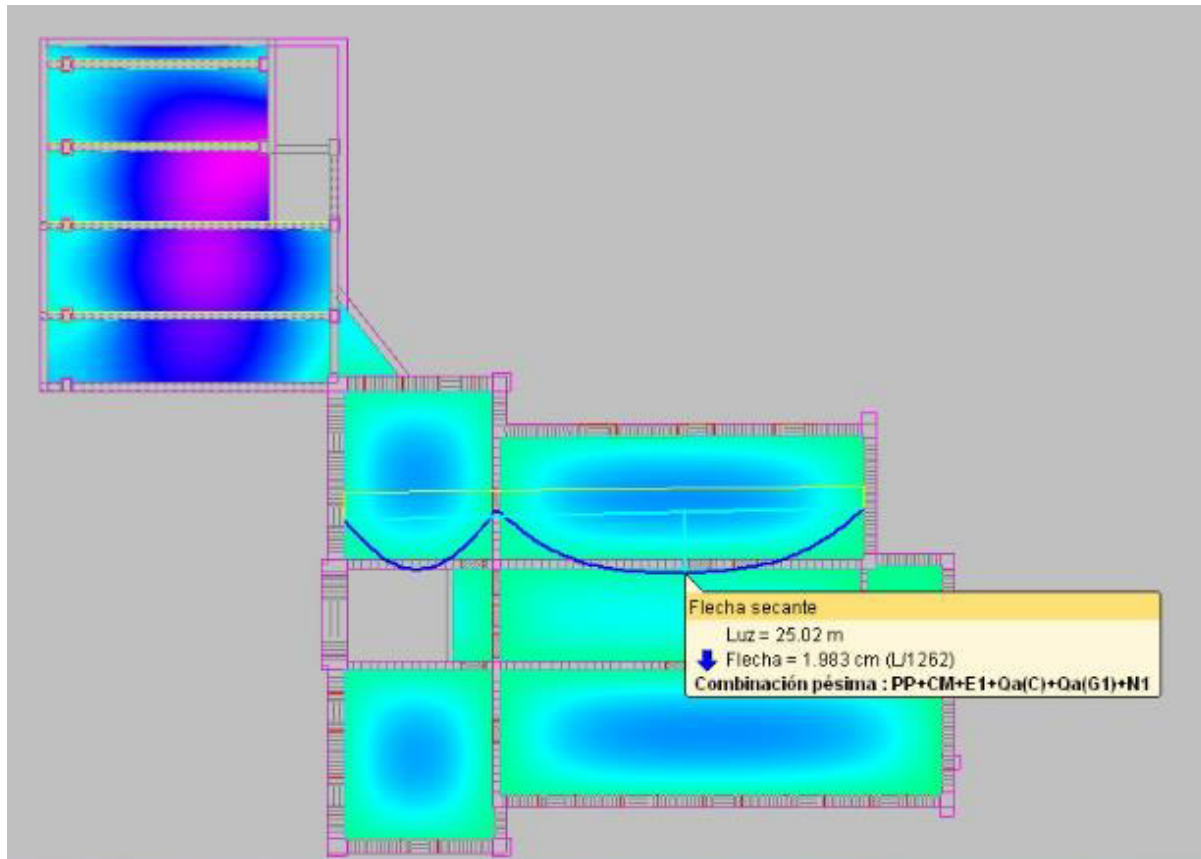 Flecha secante
Luz = 25.02 m
Flecha = 1.983 cm (L/1262)
Combinación pésima : PP+CM+E1+Qa(C)+Qa(G1)+N1